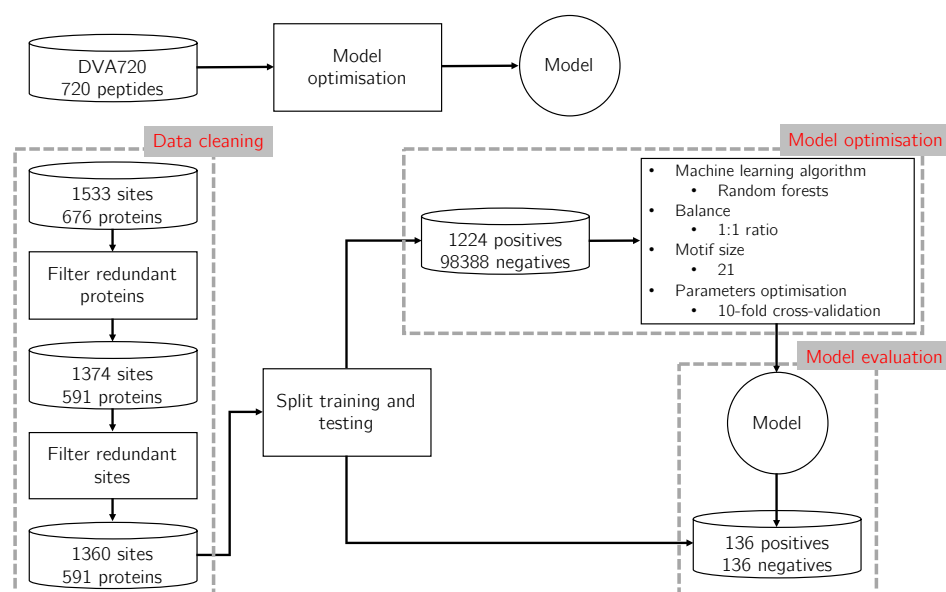 DVA720
720 peptides
Model
optimisation
Model
Data cleaning
1533 sites
676 proteins
Filter redundant
proteins
1374 sites
591 proteins
Filter redundant
sites
1360 sites
591 proteins
Split training and
testing
Model optimisation
1224 positives
98388 negatives
• Machine learning algorithm
• Random forests
• Balance
• 1:1 ratio
• Motif size
• 21
• Parameters optimisation
• 10-fold cross-validation
Model evaluation
Model
136 positives
136 negatives